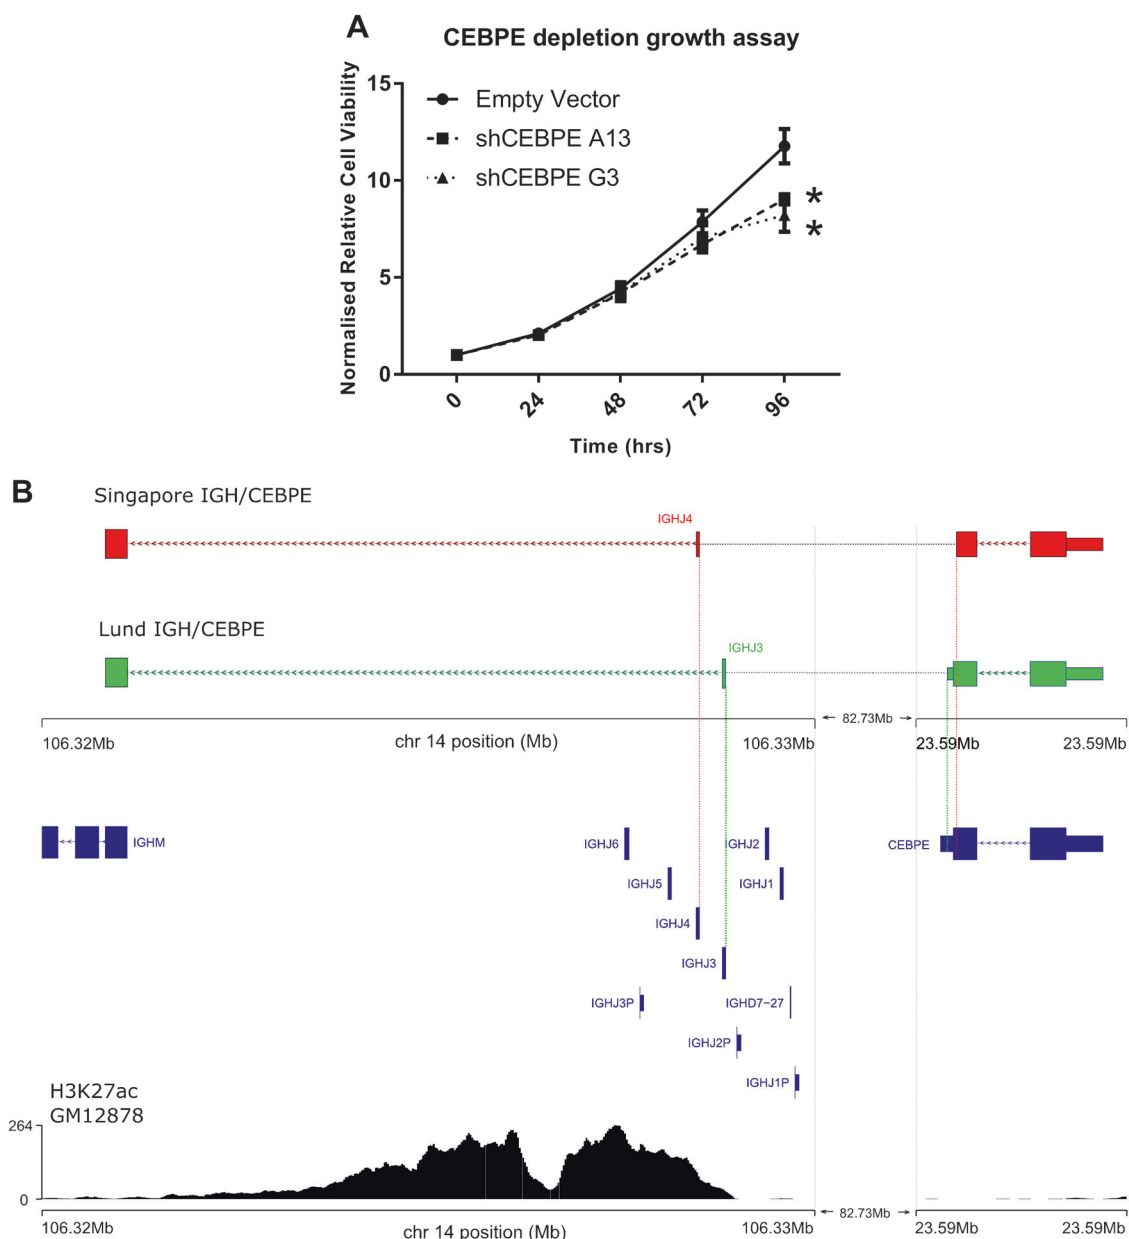 A
CEBPE depletion growth assay
Normalised Relative Cell Viability
15
10
5
0
Empty Vector
shCEBPE A13
shCEBPE G3
*
*
0 24 48 72 96
Time (hrs)
B
Singapore IGH/CEBPE
IGHJ4
Lund IGH/CEBPE
IGHJ3
82.73Mb
106.32Mb chr 14 position (Mb) 106.33Mb 23.59Mb 23.59Mb
IGHM IGHJ6 IGHJ2 CEBPE
IGHJ5 IGHJ1
IGHJ4
IGHJ3
IGHJ3P IGHD7-27
IGHJ2P
IGHJ1P
H3K27ac
GM12878
264
0
82.73Mb
106.32Mb chr 14 position (Mb) 106.33Mb 23.59Mb 23.59Mb